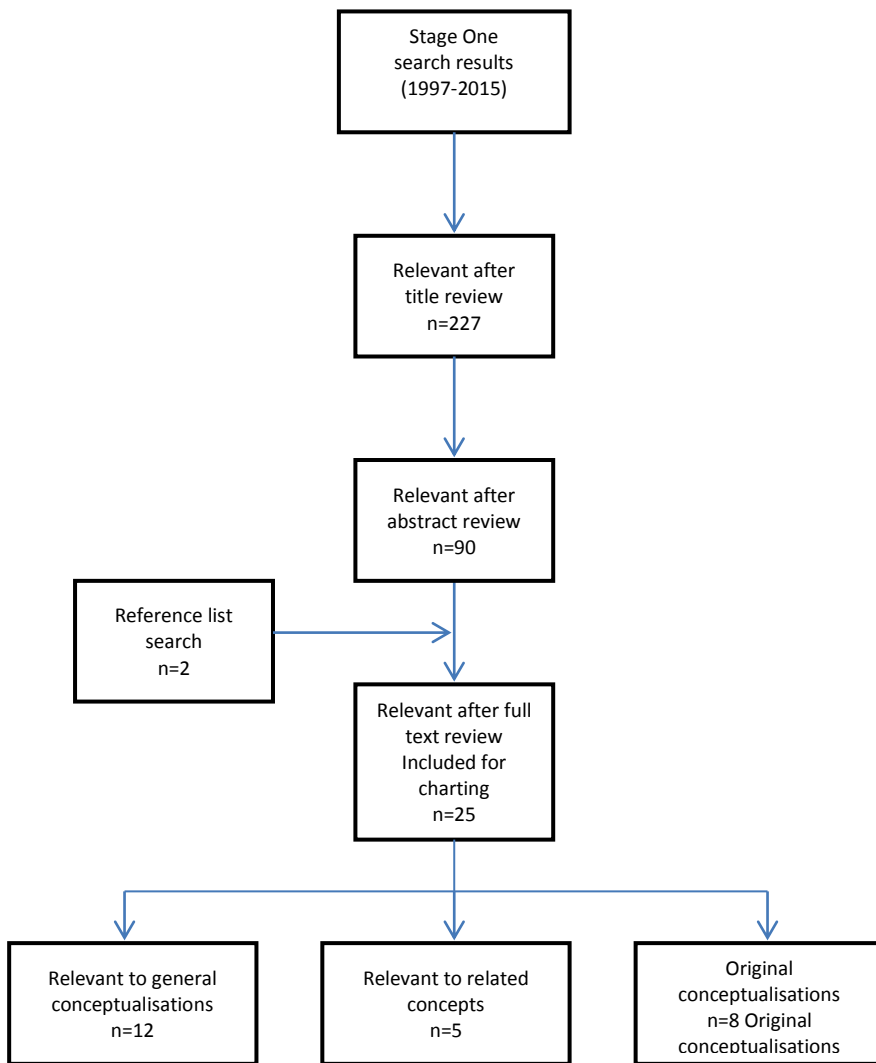 Stage One
search results
(1997-2015)
Relevant after
title review
n=227
Relevant after
abstract review
n=90
Reference list
search
n=2
Relevant after full
text review
Included for
charting
n=25
Relevant to general
conceptualisations
n=12
Relevant to related
concepts
n=5
Original
conceptualisations
n=8 Original
conceptualisations